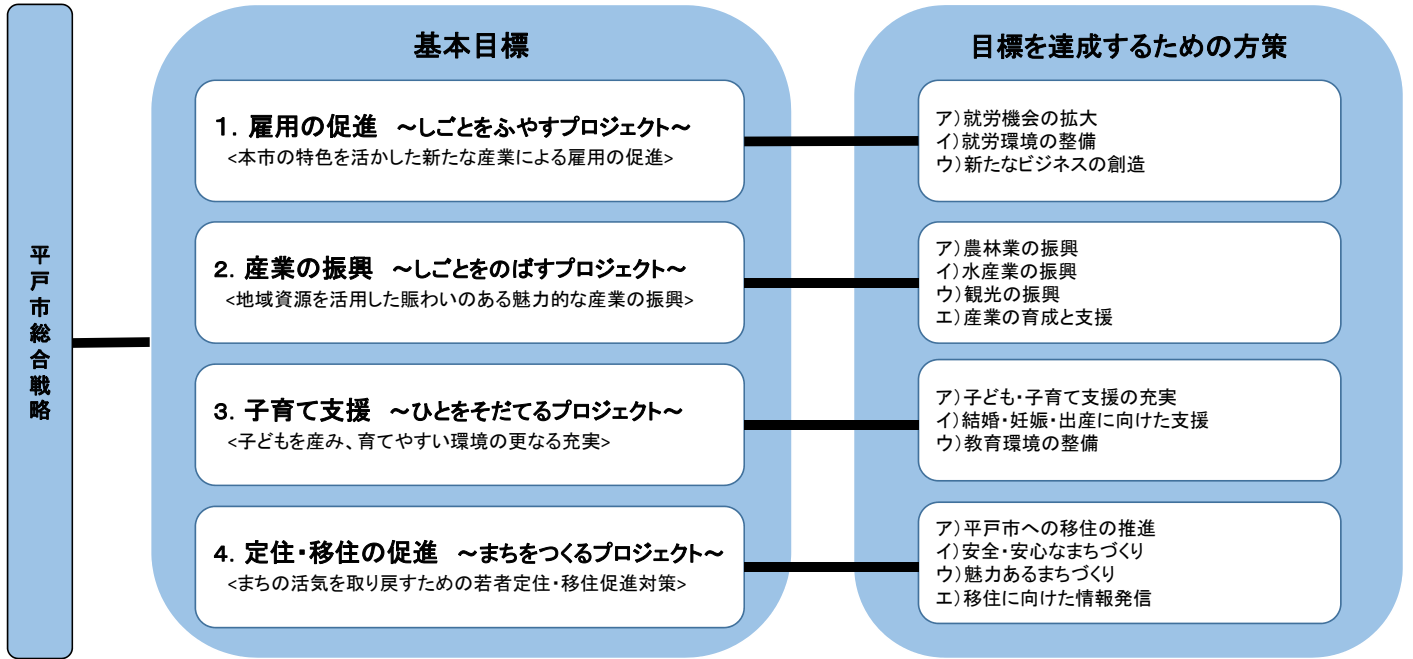 平戸市総合戦略
基本目標
1. 雇用の促進 ～しごとをふやすプロジェクト～
<本市の特色を活かした新たな産業による雇用の促進>
2. 産業の振興 ～しごとをのばすプロジェクト～
<地域資源を活用した賑わいのある魅力的な産業の振興>
3. 子育て支援 ～ひとをそだてるプロジェクト～
<子どもを産み、育てやすい環境の更なる充実>
4. 定住・移住の促進 ～まちをつくるプロジェクト～
<まちの活気を取り戻すための若者定住・移住促進対策>
目標を達成するための方策
ア)就労機会の拡大
イ)就労環境の整備
ウ)新たなビジネスの創造
ア)農林業の振興
イ)水産業の振興
ウ)観光の振興
エ)産業の育成と支援
ア)子ども・子育て支援の充実
イ)結婚・妊娠・出産に向けた支援
ウ)教育環境の整備
ア)平戸市への移住の推進
イ)安全・安心なまちづくり
ウ)魅力あるまちづくり
エ)移住に向けた情報発信